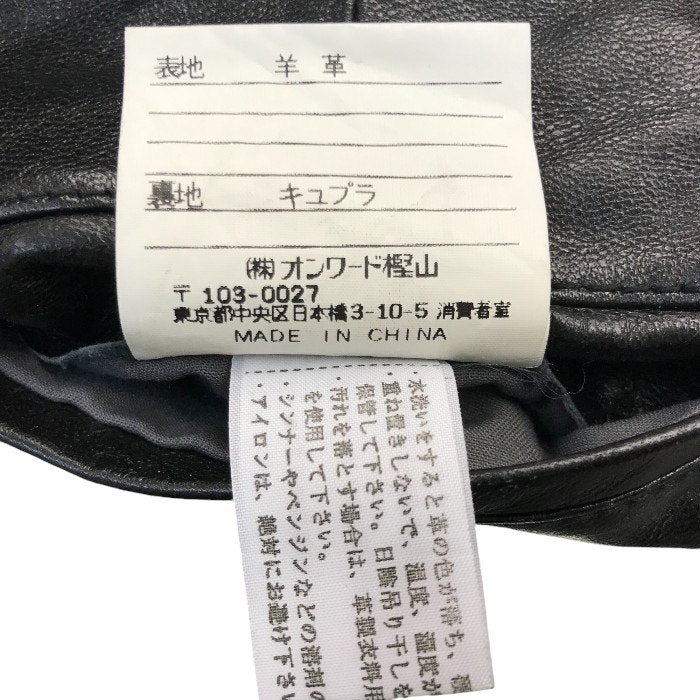 表地 羊革
裏地 キュプラ
(株)オンワード樫山
〒103-0027
東京都中央区日本橋3-10-5 消費者室
MADE IN CHINA
・水洗いをすると革の色が落ち、
・重ね置きしないで、温度、湿度が
保管して下さい。日陰吊り干しを
・汚れを落とす場合は、革製衣料用
を使用して下さい。
・シンナーやベンジンなどの溶剤の
・アイロンは、絶対にお避け下さい